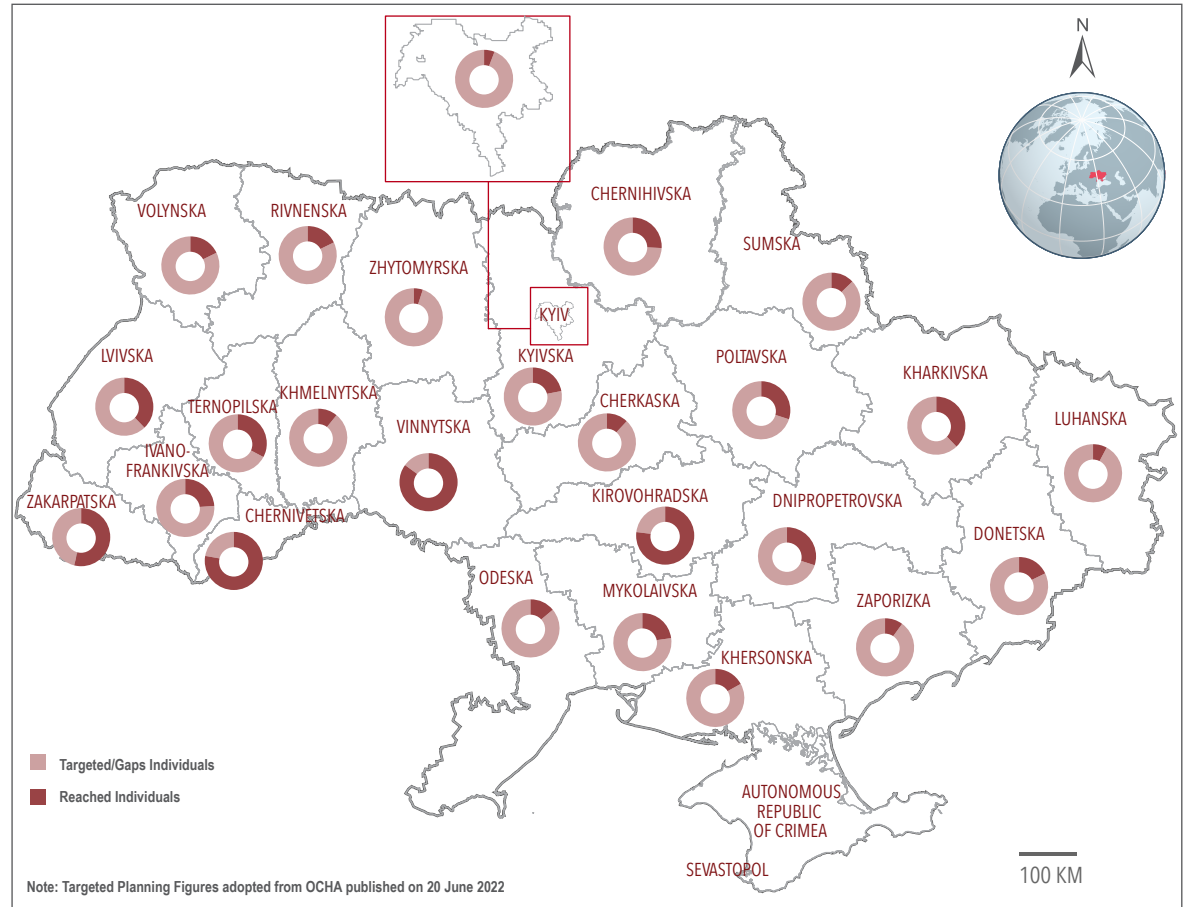 N
CHERNIHIVSKA
VOLYNSKA
RIVNENSKA
SUMSKA
ZHYTOMYRSKA
KYIV
LVIVSKA
KYIVSKA
POLTAVSKA
KHARKIVSKA
KHMELNYTSKA
TERNOPILSKA
CHERKASKA
VINNYTSKA
LUHANSKA
IVANO-
FRANKIVSKA
ZAKARPATSKA
KIROVOHRADSKA
DNIPROPETROVSKA
CHERNIVETSKA
DONETSKA
ODESKA
MYKOLAIVSKA
ZAPORIZKA
KHERSONSKA
Targeted/Gaps Individuals
Reached Individuals
AUTONOMOUS
REPUBLIC
OF CRIMEA
SEVASTOPOL
100 KM
Note: Targeted Planning Figures adopted from OCHA published on 20 June 2022